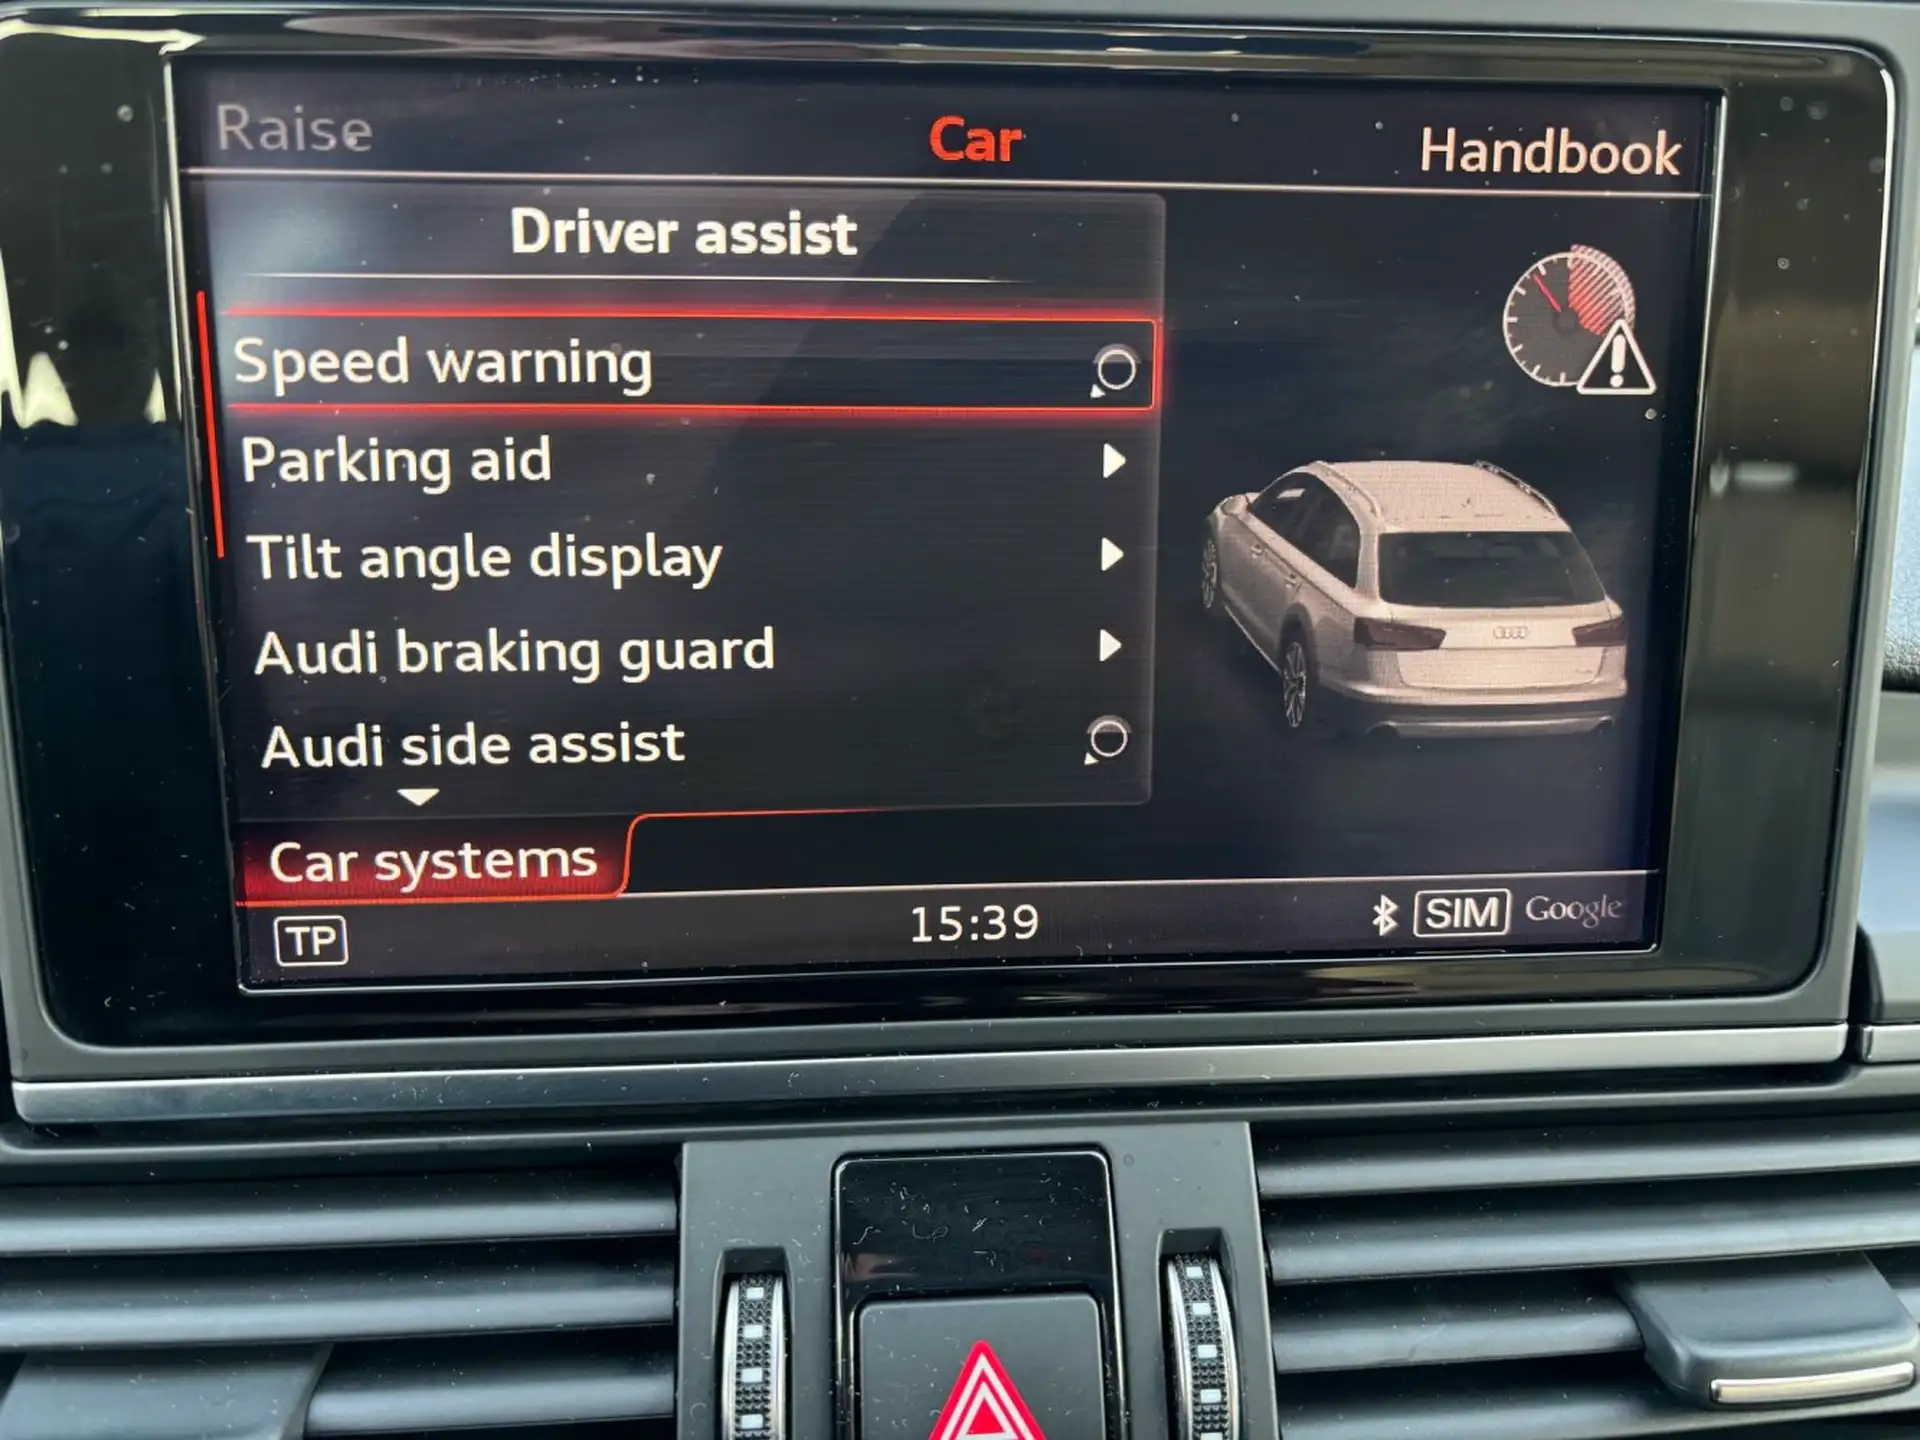 Raise Car Handbook
Driver assist
Speed warning
Parking aid
Tilt angle display
Audi braking guard
Audi side assist
Car systems
TP 15:39 SIM Google